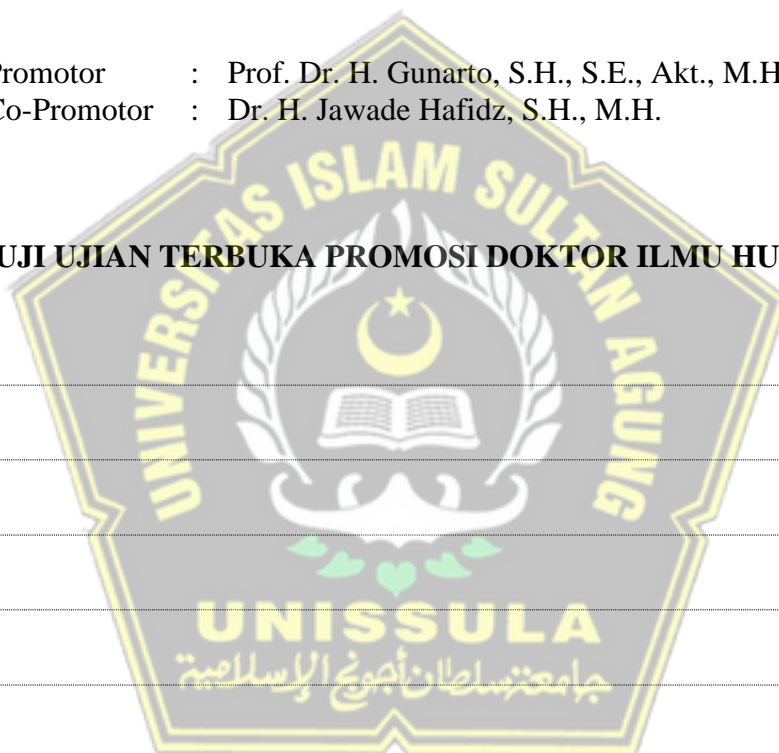 Promotor : Prof. Dr. H. Gunarto, S.H., S.E., Akt., M.H
Co-Promotor : Dr. H. Jawade Hafidz, S.H., M.H.
UNIVERSITAS ISLAM SULTAN AGUNG
UJI UJIAN TERBUKA PROMOSI DOKTOR ILMU HU
UNISSULA
جامعة سلطان أجونج الإسلامية